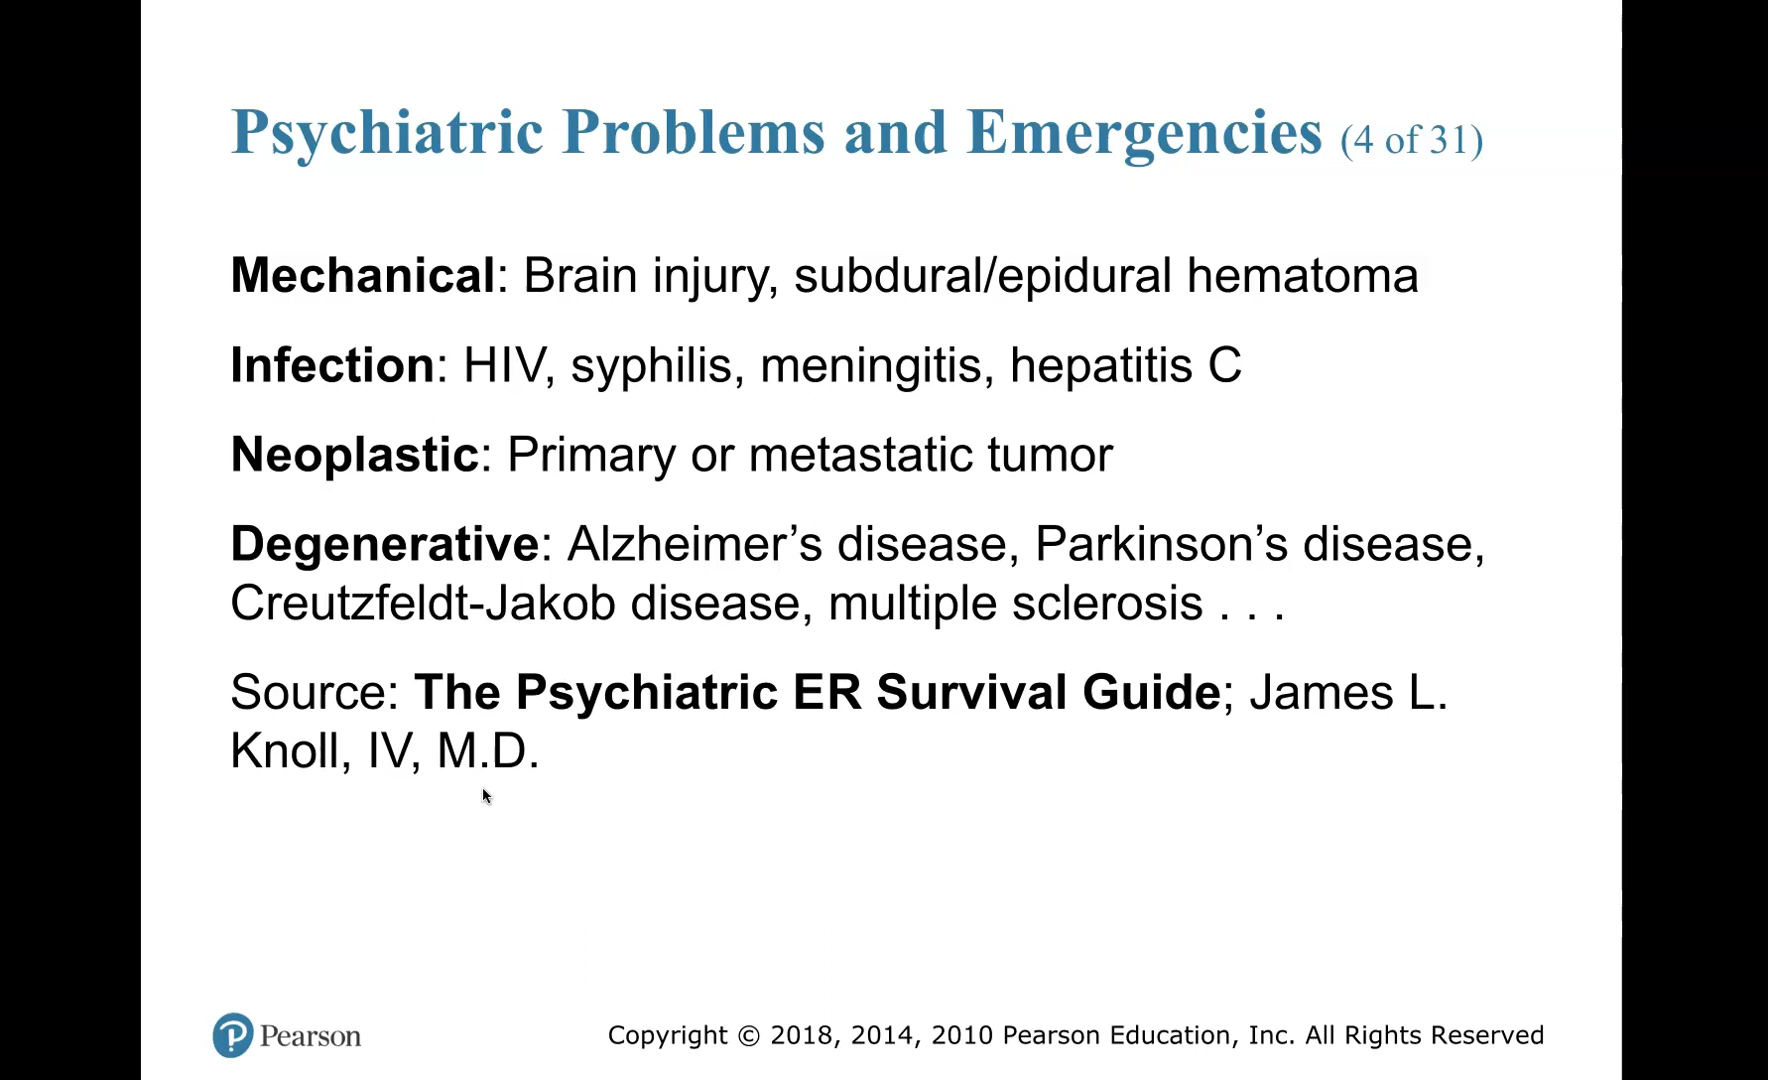 Psychiatric Problems and Emergencies (4 of 31)
Mechanical: Brain injury, subdural/epidural hematoma
Infection: HIV, syphilis, meningitis, hepatitis C
Neoplastic: Primary or metastatic tumor
Degenerative: Alzheimer’s disease, Parkinson’s disease,
Creutzfeldt-Jakob disease, multiple sclerosis . . .
Source: The Psychiatric ER Survival Guide; James L.
Knoll, IV, M.D.
Pearson
Copyright © 2018, 2014, 2010 Pearson Education, Inc. All Rights Reserved